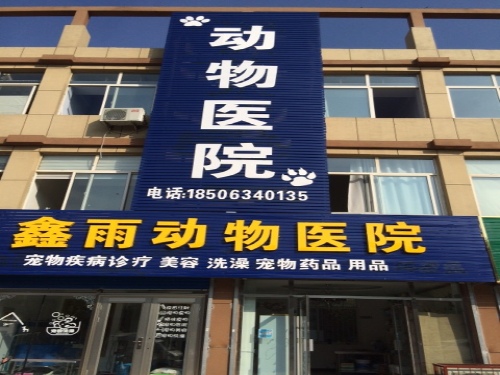 动物医院
电话:18506340135
鑫雨动物医院
宠物疾病诊疗 美容 洗澡 宠物药品 用品